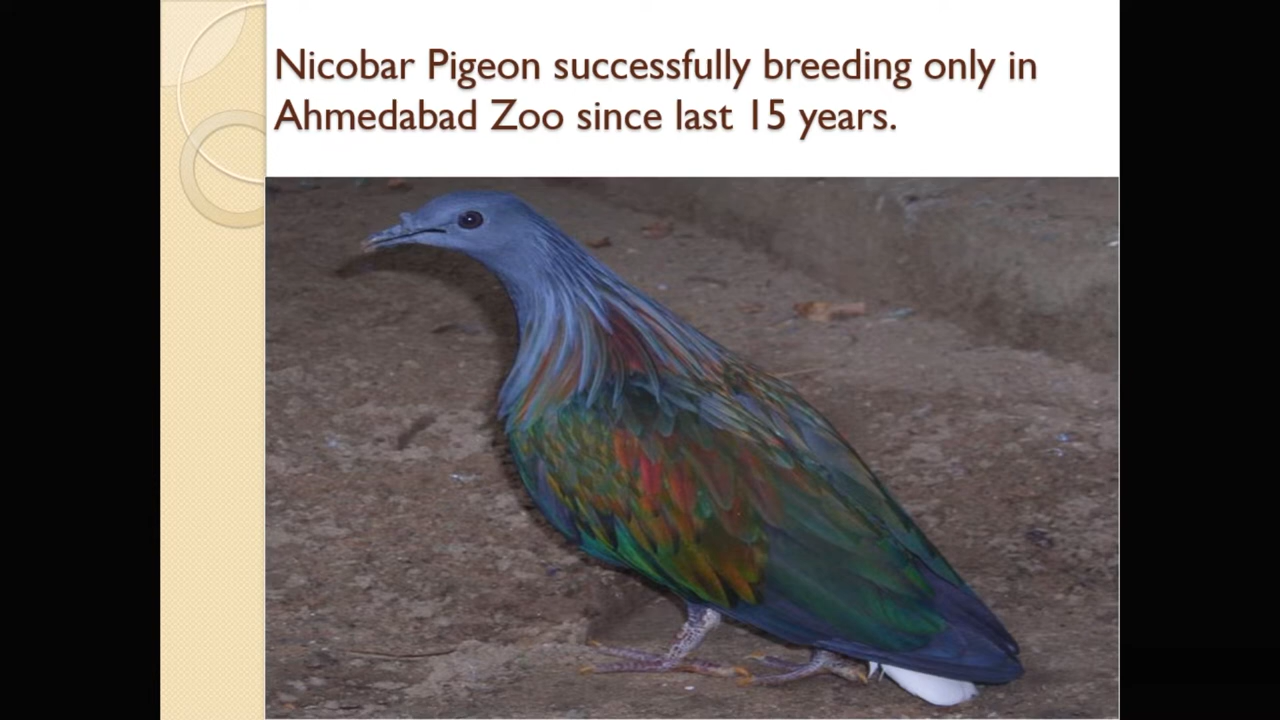 Nicobar Pigeon successfully breeding only in
Ahmedabad Zoo since last 15 years.